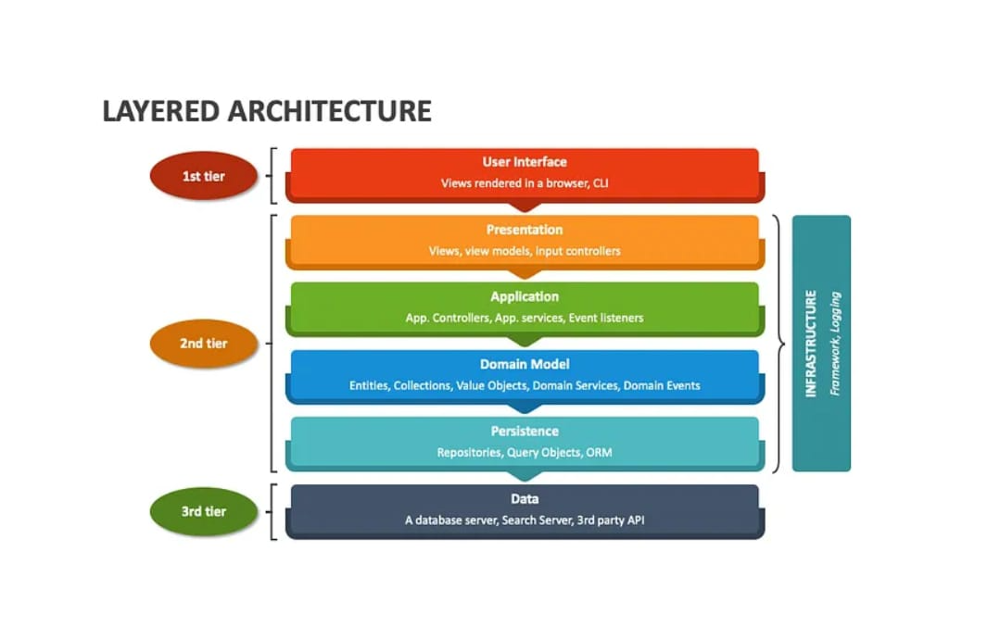 LAYERED ARCHITECTURE
1st tier
User Interface
Views rendered in a browser, CLI
Presentation
Views, view models, input controllers
Application
App. Controllers, App. services, Event listeners
2nd tier
Domain Model
Entities, Collections, Value Objects, Domain Services, Domain Events
Persistence
Repositories, Query Objects, ORM
INFRASTRUCTURE
Framework, Logging
3rd tier
Data
A database server, Search Server, 3rd party API